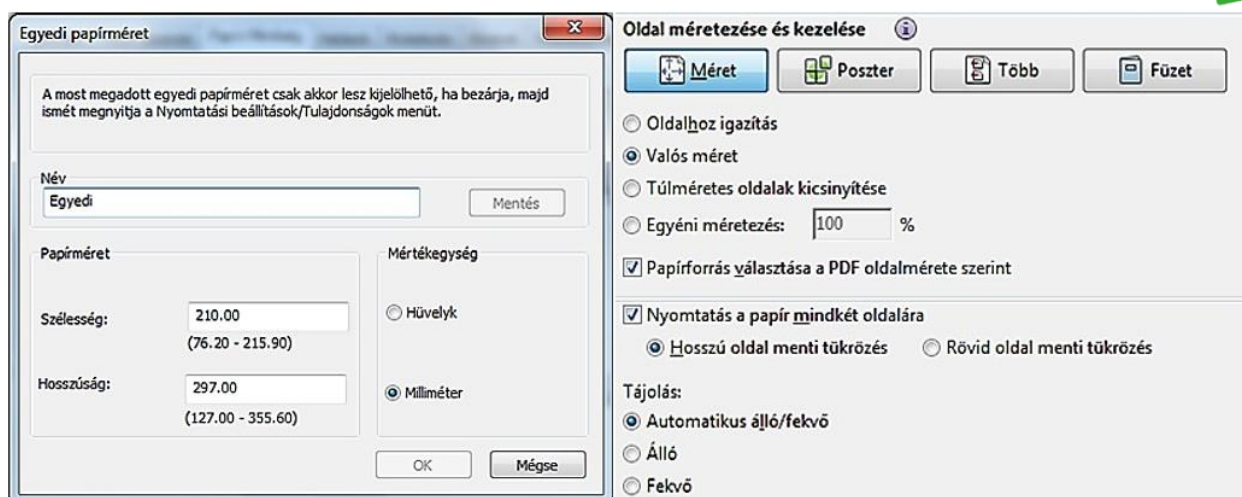 Egyedi papírméret
A most megadott egyedi papírméret csak akkor lesz kijelölhető, ha bezárja, majd
ismét megnyitja a Nyomtatási beállítások/Tulajdonságok menüt.
Név
Egyedi
Mentés
Papírméret
Szélesség:
210.00
(76.20 - 215.90)
Hosszúság:
297.00
(127.00 - 355.60)
Mértékegység
Hüvelyk
Milliméter
OK
Mégse
Oldal méretezése és kezelése
Méret
Poszter
Több
Füzet
Oldalhoz igazítás
Valós méret
Túlméretes oldalak kicsinyítése
Egyéni méretezés: 100 %
Papírforrás választása a PDF oldalmérete szerint
Nyomtatás a papír mindkét oldalára
Hosszú oldal menti tükrözés
Rövid oldal menti tükrözés
Tájolás:
Automatikus álló/fekvő
Álló
Fekvő